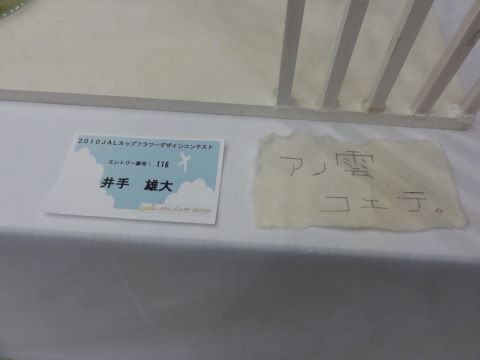 2010JALカップフラワーデザインコンテスト
エントリー番号: 116
井手 雄大
JAL CUP 2010
アノ雲
コエテ。